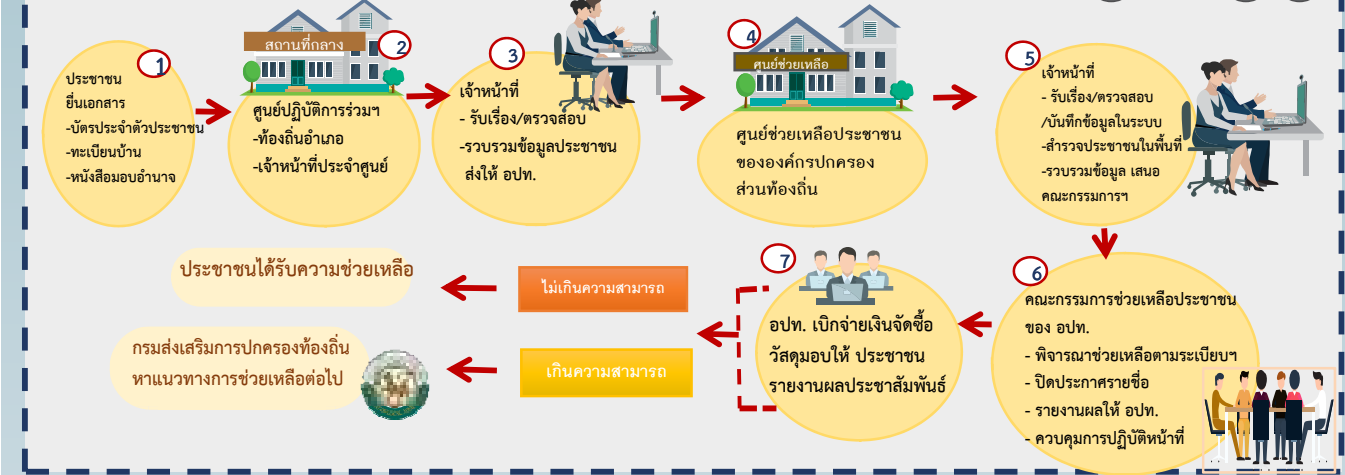 1
ประชาชน
ยื่นเอกสาร
-บัตรประจำตัวประชาชน
-ทะเบียนบ้าน
-หนังสือมอบอำนาจ
สถานที่กลาง
2
ศูนย์ปฏิบัติการร่วมฯ
-ท้องถิ่นอำเภอ
-เจ้าหน้าที่ประจำศูนย์
3
เจ้าหน้าที่
- รับเรื่อง/ตรวจสอบ
-รวบรวมข้อมูลประชาชน
ส่งให้ อปท.
4
ศูนย์ช่วยเหลือ
ศูนย์ช่วยเหลือประชาชน
ขององค์กรปกครอง
ส่วนท้องถิ่น
5
เจ้าหน้าที่
- รับเรื่อง/ตรวจสอบ
/บันทึกข้อมูลในระบบ
-สำรวจประชาชนในพื้นที่
-รวบรวมข้อมูล เสนอ
คณะกรรมการฯ
6
คณะกรรมการช่วยเหลือประชาชน
ของ อปท.
- พิจารณาช่วยเหลือตามระเบียบฯ
- ปิดประกาศรายชื่อ
- รายงานผลให้ อปท.
- ควบคุมการปฏิบัติหน้าที่
7
อปท. เบิกจ่ายเงินจัดซื้อ
วัสดุมอบให้ ประชาชน
รายงานผลประชาสัมพันธ์
ไม่เกินความสามารถ
ประชาชนได้รับความช่วยเหลือ
เกินความสามารถ
กรมส่งเสริมการปกครองท้องถิ่น
หาแนวทางการช่วยเหลือต่อไป